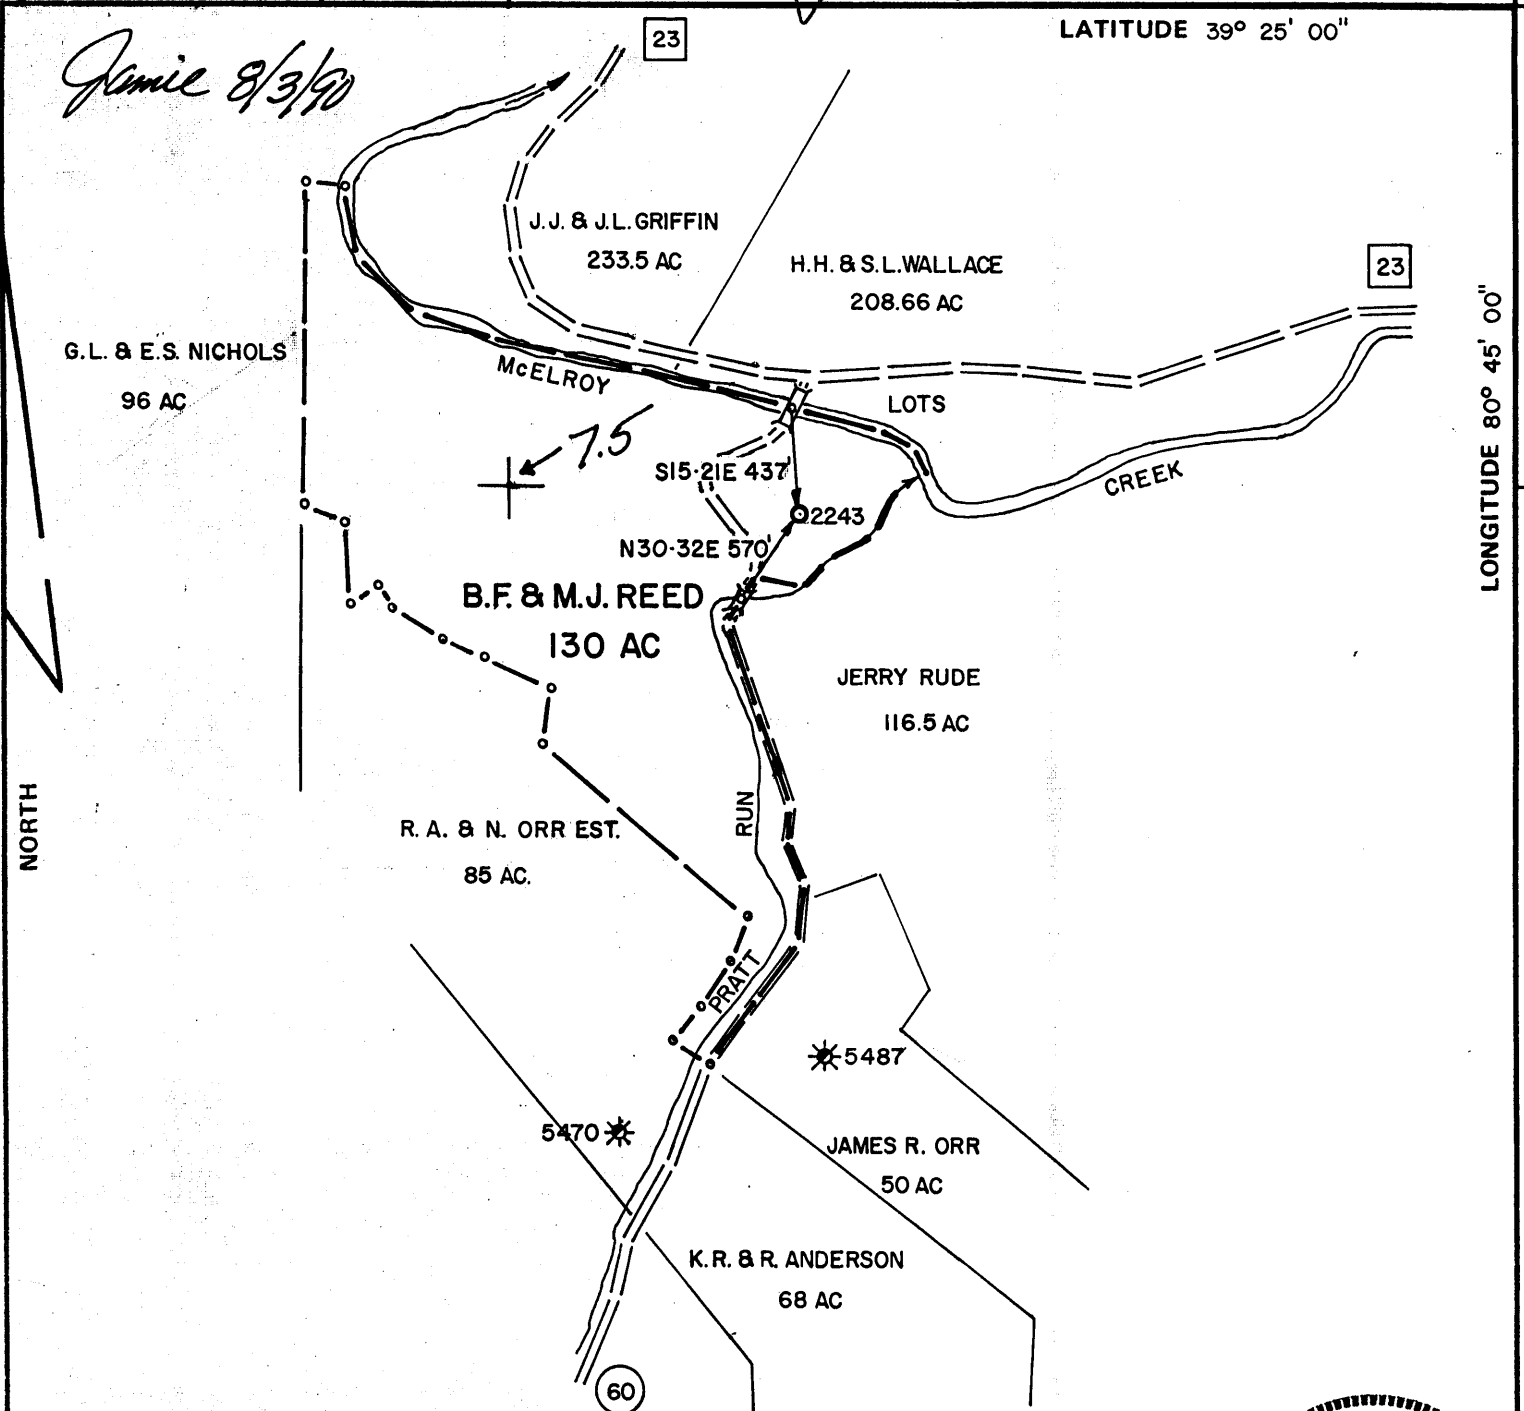 LATITUDE 39° 25' 00"
Jamie 8/3/90
23
J.J. & J.L. GRIFFIN
233.5 AC
H.H. & S.L. WALLACE
208.66 AC
23
LONGITUDE 80° 45' 00"
G.L. & E.S. NICHOLS
96 AC
McELROY
LOTS
CREEK
7.5
S15-21E 437'
2243
N30-32E 570'
B.F. & M.J. REED
130 AC
JERRY RUDE
116.5 AC
NORTH
RUN
R. A. & N. ORR EST.
85 AC.
PRATT
5487
5470
JAMES R. ORR
50 AC
K.R. & R. ANDERSON
68 AC
60